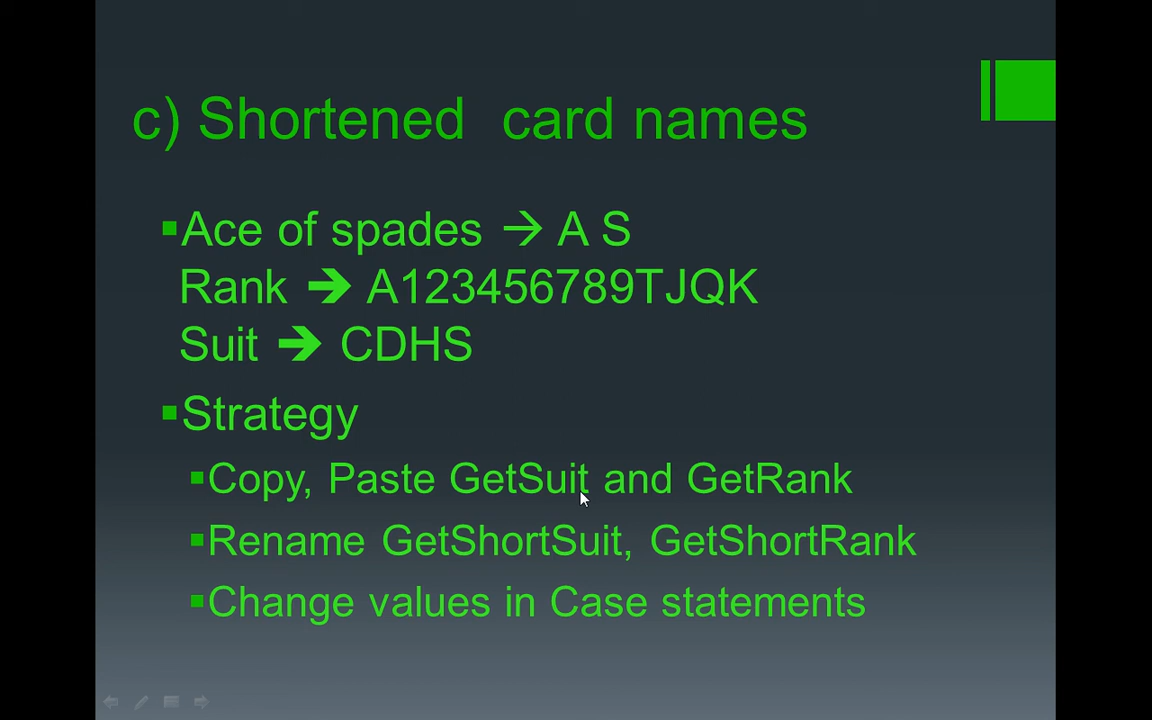 c) Shortened card names
Ace of spades → A S
Rank → A123456789TJQK
Suit → CDHS
Strategy
Copy, Paste GetSuit and GetRank
Rename GetShortSuit, GetShortRank
Change values in Case statements